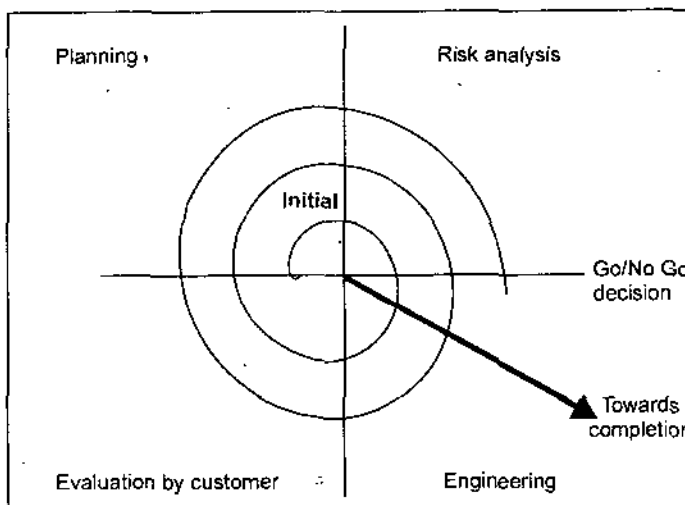 Planning
Risk analysis
Initial
Go/No Go
decision
Towards
completion
Evaluation by customer
Engineering